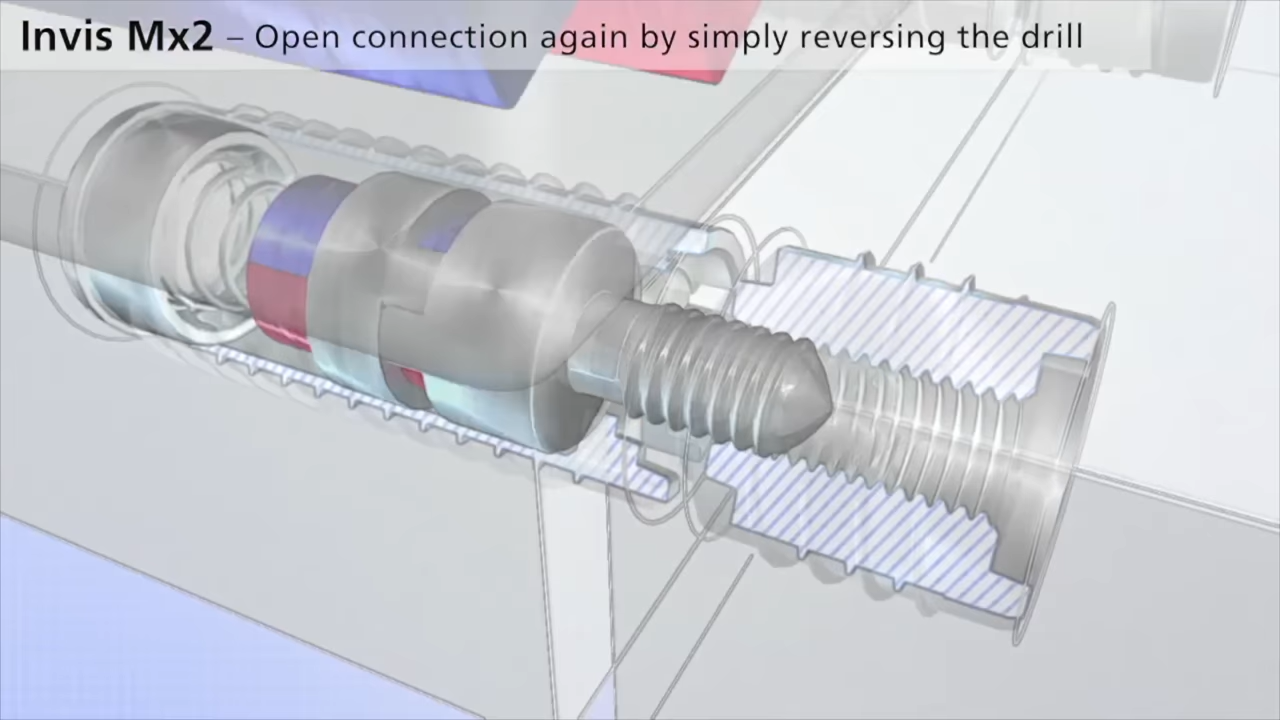 Invis Mx2 – Open connection again by simply reversing the drill